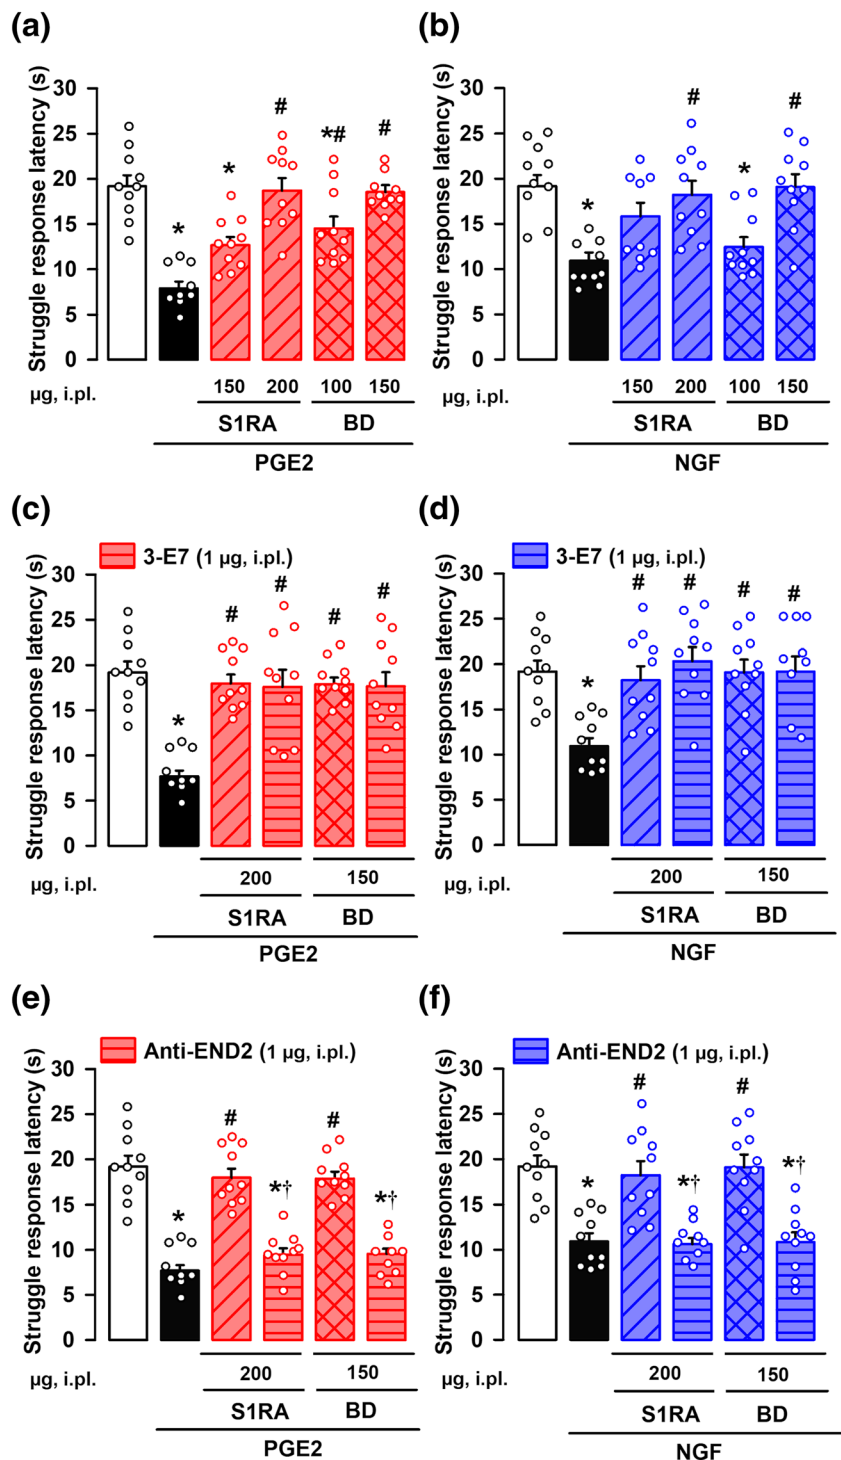 (a)
Struggle response latency (s)
30
25
20
15
10
5
0
*
*
#
*#
#
µg, i.pl.
150 200 100 150
S1RA BD
PGE2
(b)
Struggle response latency (s)
30
25
20
15
10
5
0
*
#
*
#
µg, i.pl.
150 200 100 150
S1RA BD
NGF
(c)
3-E7 (1 µg, i.pl.)
Struggle response latency (s)
30
25
20
15
10
5
0
*
#
#
#
#
µg, i.pl.
200 150
S1RA BD
PGE2
(d)
3-E7 (1 µg, i.pl.)
Struggle response latency (s)
30
25
20
15
10
5
0
*
#
#
#
#
µg, i.pl.
200 150
S1RA BD
NGF
(e)
Anti-END2 (1 µg, i.pl.)
Struggle response latency (s)
30
25
20
15
10
5
0
*
#
*†
#
*†
µg, i.pl.
200 150
S1RA BD
PGE2
(f)
Anti-END2 (1 µg, i.pl.)
Struggle response latency (s)
30
25
20
15
10
5
0
*
#
*†
#
*†
µg, i.pl.
200 150
S1RA BD
NGF